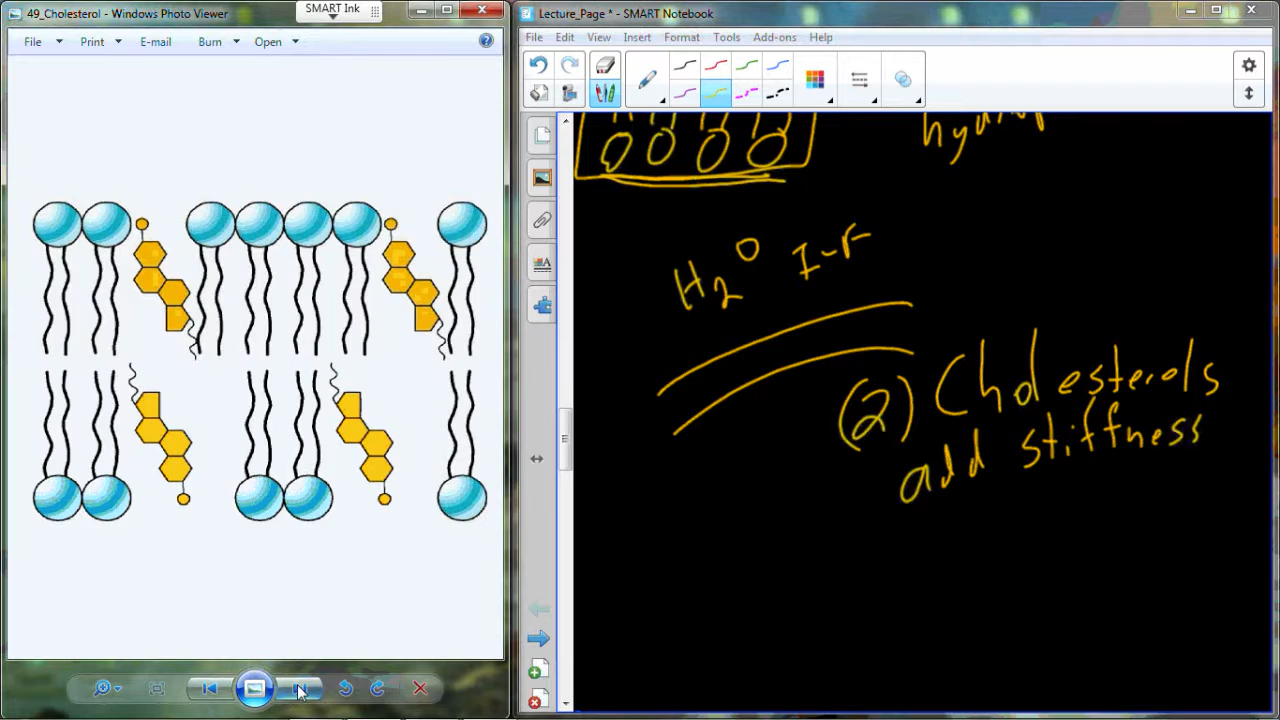 49_Cholesterol - Windows Photo Viewer
SMART Ink
File Print E-mail Burn Open
Lecture_Page * - SMART Notebook
File Edit View Insert Format Tools Add-ons Help
H2O
(2) Cholesterols
add stiffness